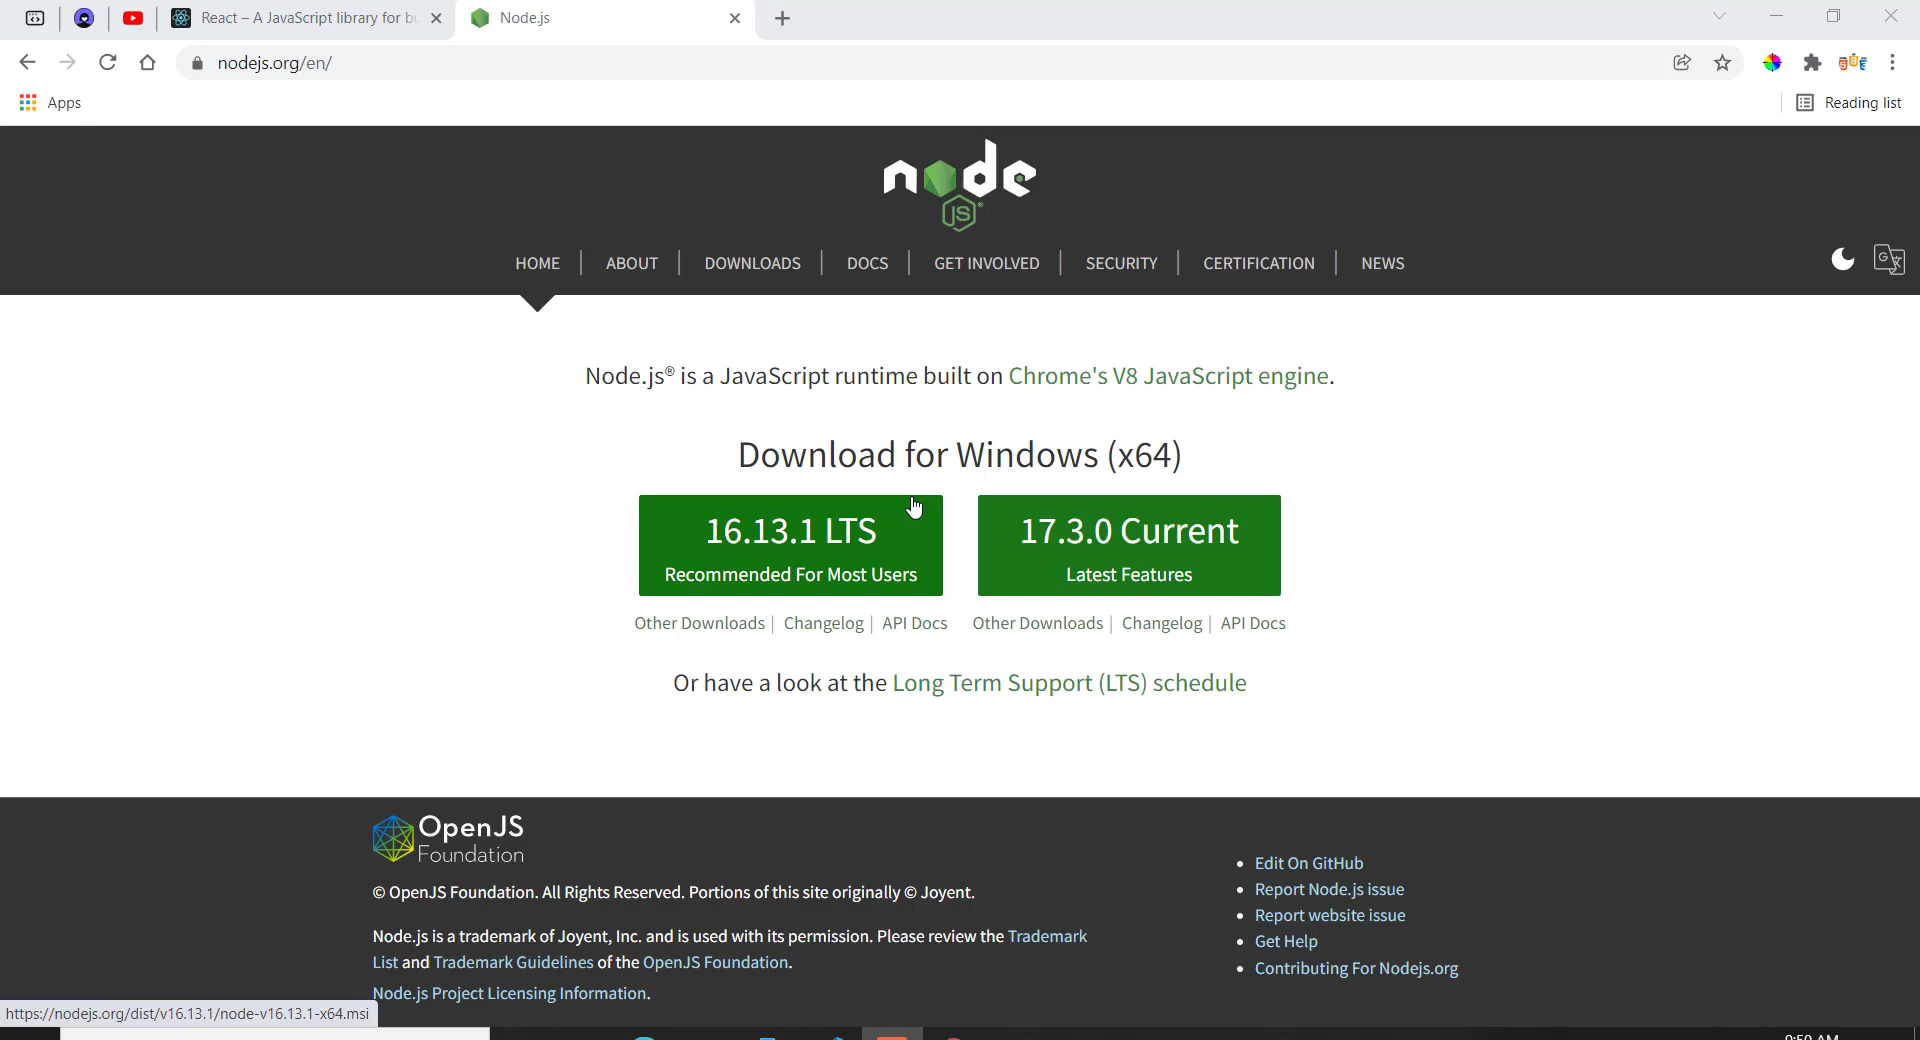 React – A JavaScript library for bu
Node.js
nodejs.org/en/
Apps
Reading list
node
JS
HOME
ABOUT
DOWNLOADS
DOCS
GET INVOLVED
SECURITY
CERTIFICATION
NEWS
Node.js® is a JavaScript runtime built on Chrome's V8 JavaScript engine.
Download for Windows (x64)
16.13.1 LTS
Recommended For Most Users
17.3.0 Current
Latest Features
Other Downloads | Changelog | API Docs
Other Downloads | Changelog | API Docs
Or have a look at the Long Term Support (LTS) schedule
OpenJS
Foundation
© OpenJS Foundation. All Rights Reserved. Portions of this site originally © Joyent.
Node.js is a trademark of Joyent, Inc. and is used with its permission. Please review the Trademark
List and Trademark Guidelines of the OpenJS Foundation.
Node.js Project Licensing Information.
Edit On GitHub
Report Node.js issue
Report website issue
Get Help
Contributing For Nodejs.org
https://nodejs.org/dist/v16.13.1/node-v16.13.1-x64.msi